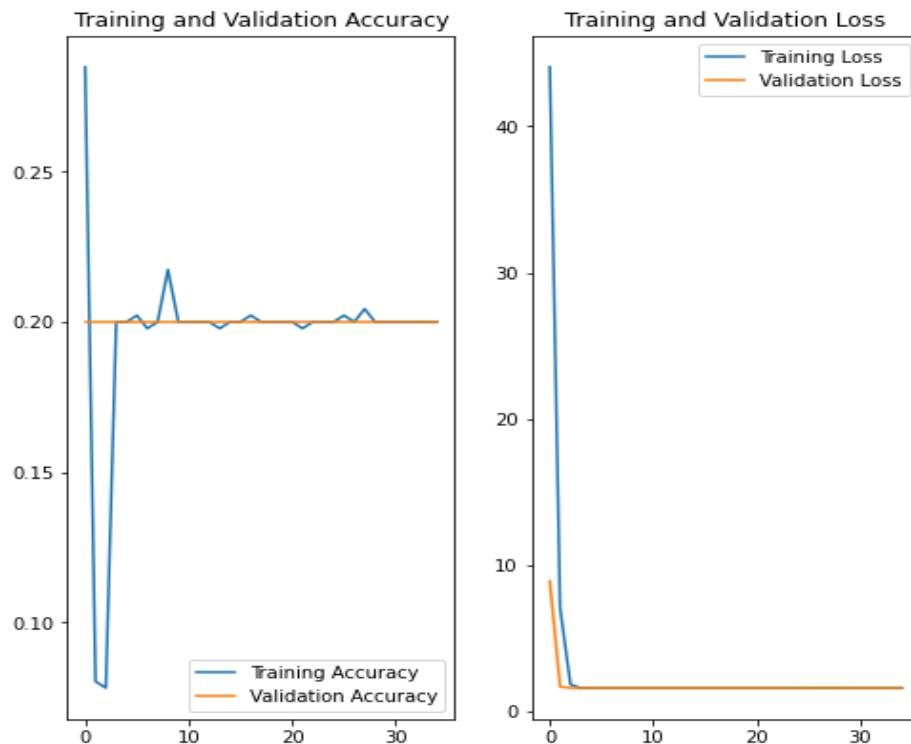 Training and Validation Accuracy
0.25
0.20
0.15
0.10
Training Accuracy
Validation Accuracy
0 10 20 30
Training and Validation Loss
Training Loss
Validation Loss
40
30
20
10
0
0 10 20 30